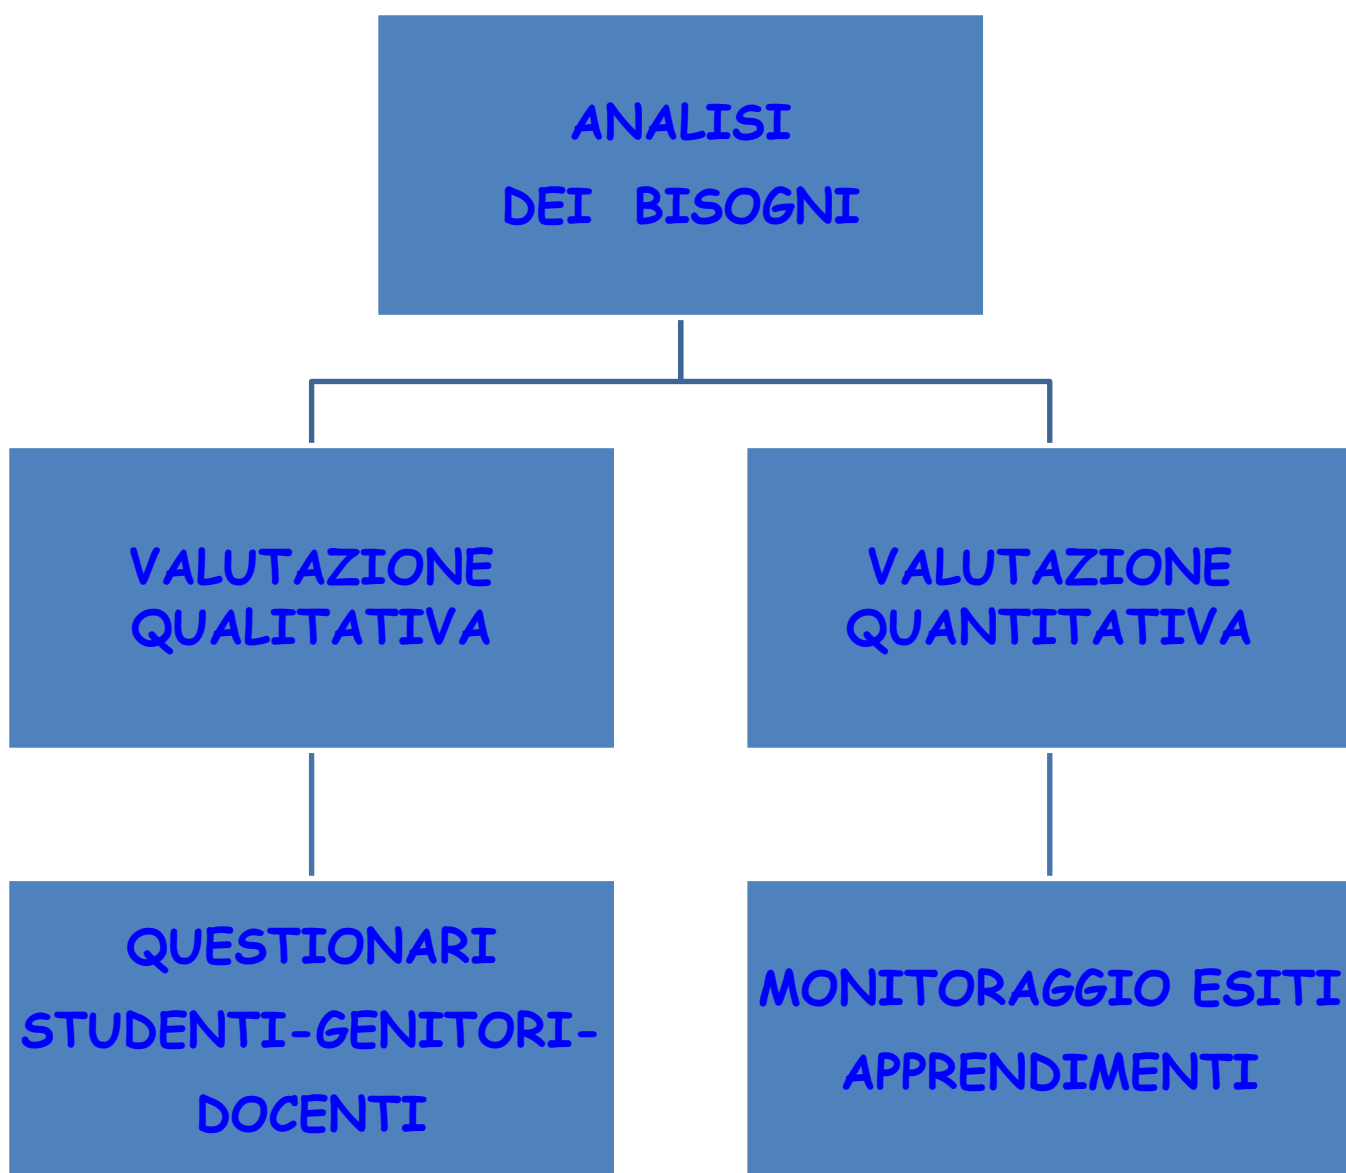 ANALISI
DEI BISOGNI
VALUTAZIONE
QUALITATIVA
VALUTAZIONE
QUANTITATIVA
QUESTIONARI
STUDENTI-GENITORI-
DOCENTI
MONITORAGGIO ESITI
APPRENDIMENTI